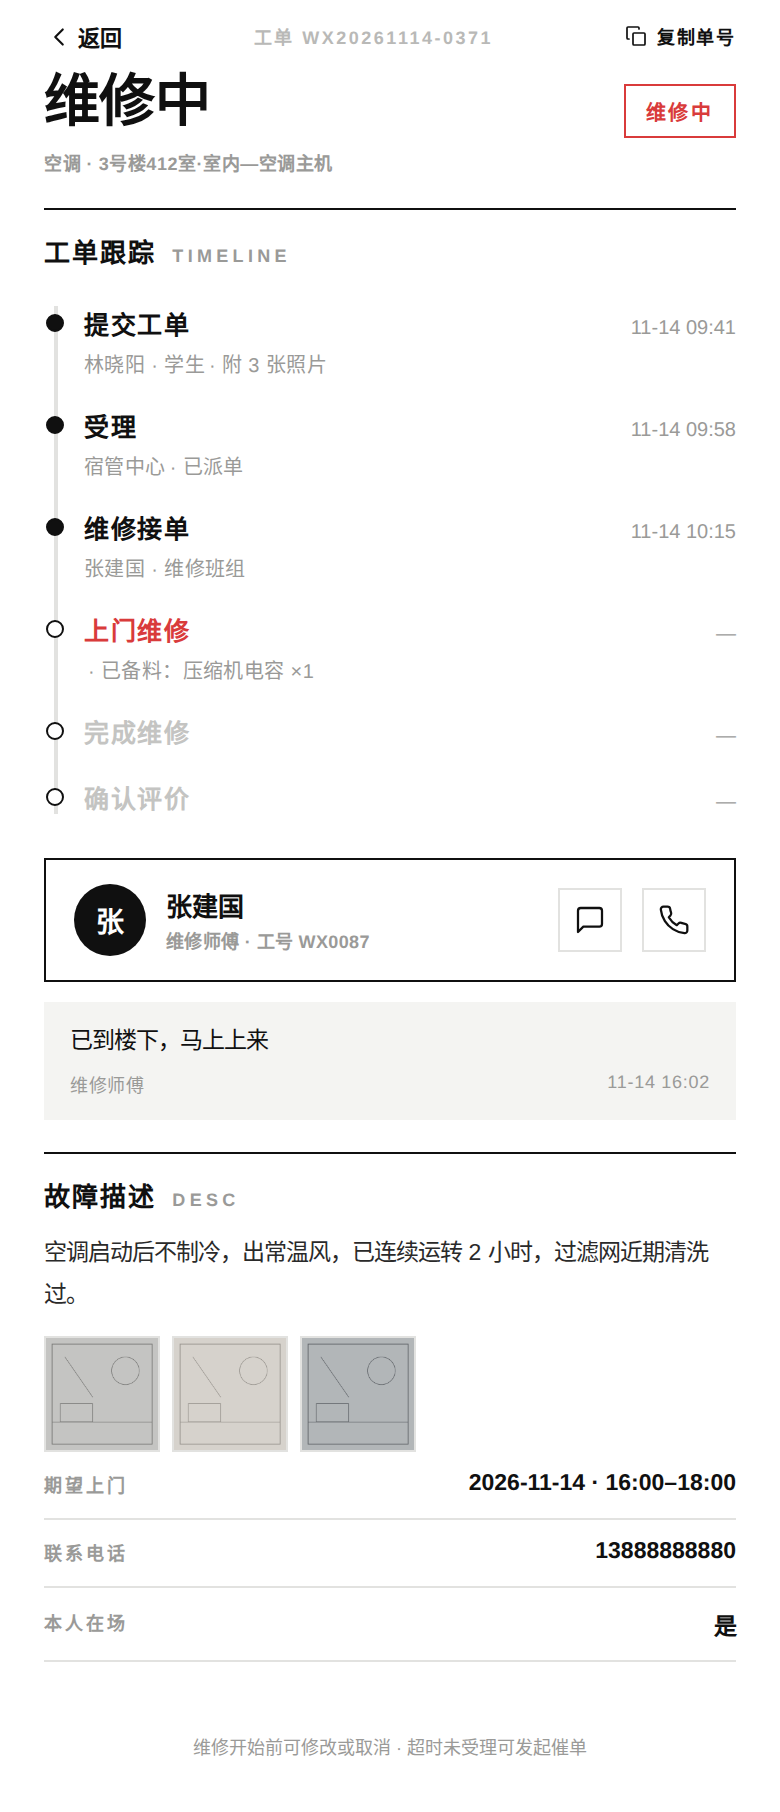 返回
工单 WX20261114-0371
复制单号
维修中
维修中
空调 · 3号楼412室·室内—空调主机
工单跟踪 TIMELINE
提交工单 11-14 09:41
林晓阳 · 学生 · 附 3 张照片
受理 11-14 09:58
宿管中心 · 已派单
维修接单 11-14 10:15
张建国 · 维修班组
上门维修 —
· 已备料：压缩机电容 ×1
完成维修 —
确认评价 —
张
张建国
维修师傅 · 工号 WX0087
已到楼下，马上上来
维修师傅 11-14 16:02
故障描述 DESC
空调启动后不制冷，出常温风，已连续运转 2 小时，过滤网近期清洗
过。
期望上门 2026-11-14 · 16:00–18:00
联系电话 13888888880
本人在场 是
维修开始前可修改或取消 · 超时未受理可发起催单